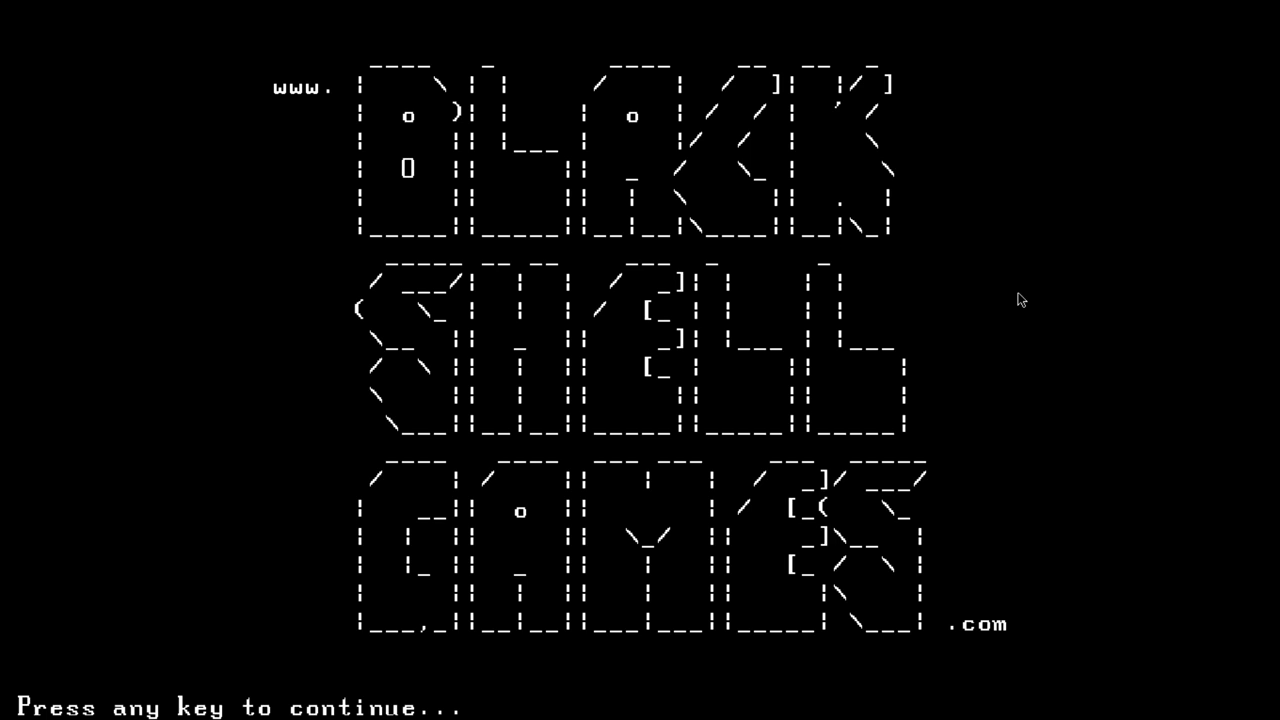 www.
BLACK
SHELL
GAMES
.com
Press any key to continue...